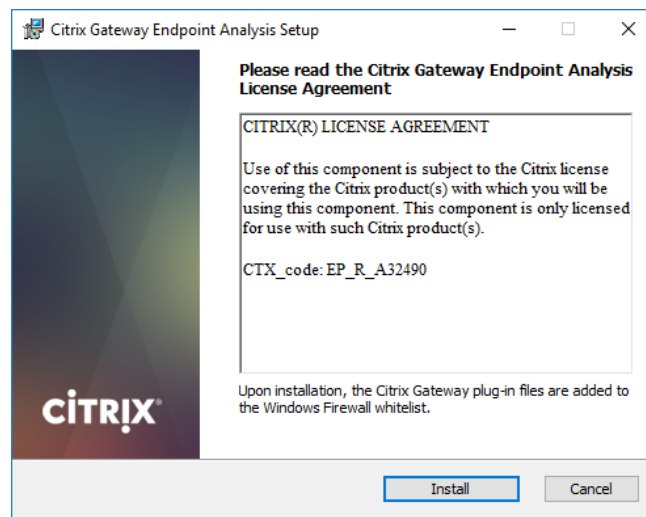 Citrix Gateway Endpoint Analysis Setup
Please read the Citrix Gateway Endpoint Analysis
License Agreement
CITRIX(R) LICENSE AGREEMENT
Use of this component is subject to the Citrix license
covering the Citrix product(s) with which you will be
using this component. This component is only licensed
for use with such Citrix product(s).
CTX_code: EP_R_A32490
CiTRIX®
Upon installation, the Citrix Gateway plug-in files are added to
the Windows Firewall whitelist.
Install
Cancel